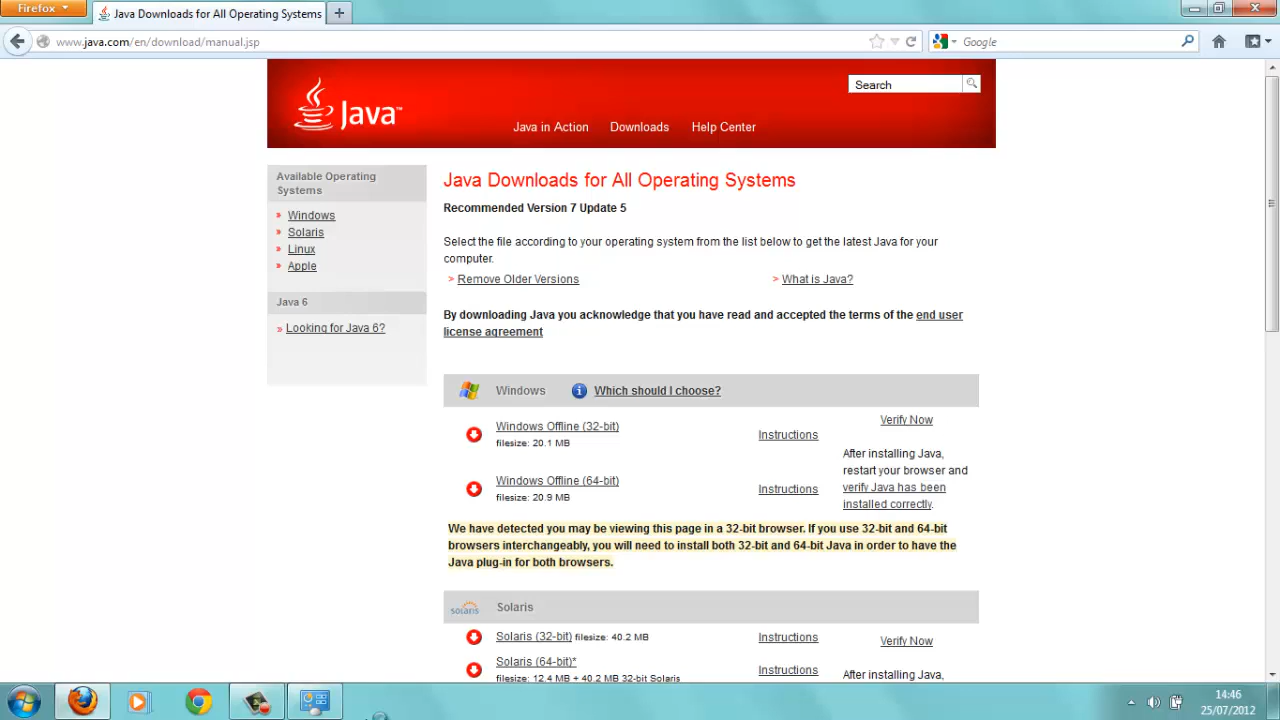 Firefox
Java Downloads for All Operating Systems
www.java.com/en/download/manual.jsp
Google
Java™
Search
Java in Action
Downloads
Help Center
Available Operating
Systems
Windows
Solaris
Linux
Apple
Java 6
Looking for Java 6?
Java Downloads for All Operating Systems
Recommended Version 7 Update 5
Select the file according to your operating system from the list below to get the latest Java for your
computer.
> Remove Older Versions
> What is Java?
By downloading Java you acknowledge that you have read and accepted the terms of the end user
license agreement
Windows
Which should I choose?
Windows Offline (32-bit)
filesize: 20.1 MB
Instructions
Windows Offline (64-bit)
filesize: 20.9 MB
Instructions
Verify Now
After installing Java,
restart your browser and
verify Java has been
installed correctly.
We have detected you may be viewing this page in a 32-bit browser. If you use 32-bit and 64-bit
browsers interchangeably, you will need to install both 32-bit and 64-bit Java in order to have the
Java plug-in for both browsers.
solaris
Solaris
Solaris (32-bit) filesize: 40.2 MB
Instructions
Solaris (64-bit)*
filesize: 12.4 MB + 40.2 MB 32-bit Solaris
Instructions
Verify Now
After installing Java,
14:46
25/07/2012